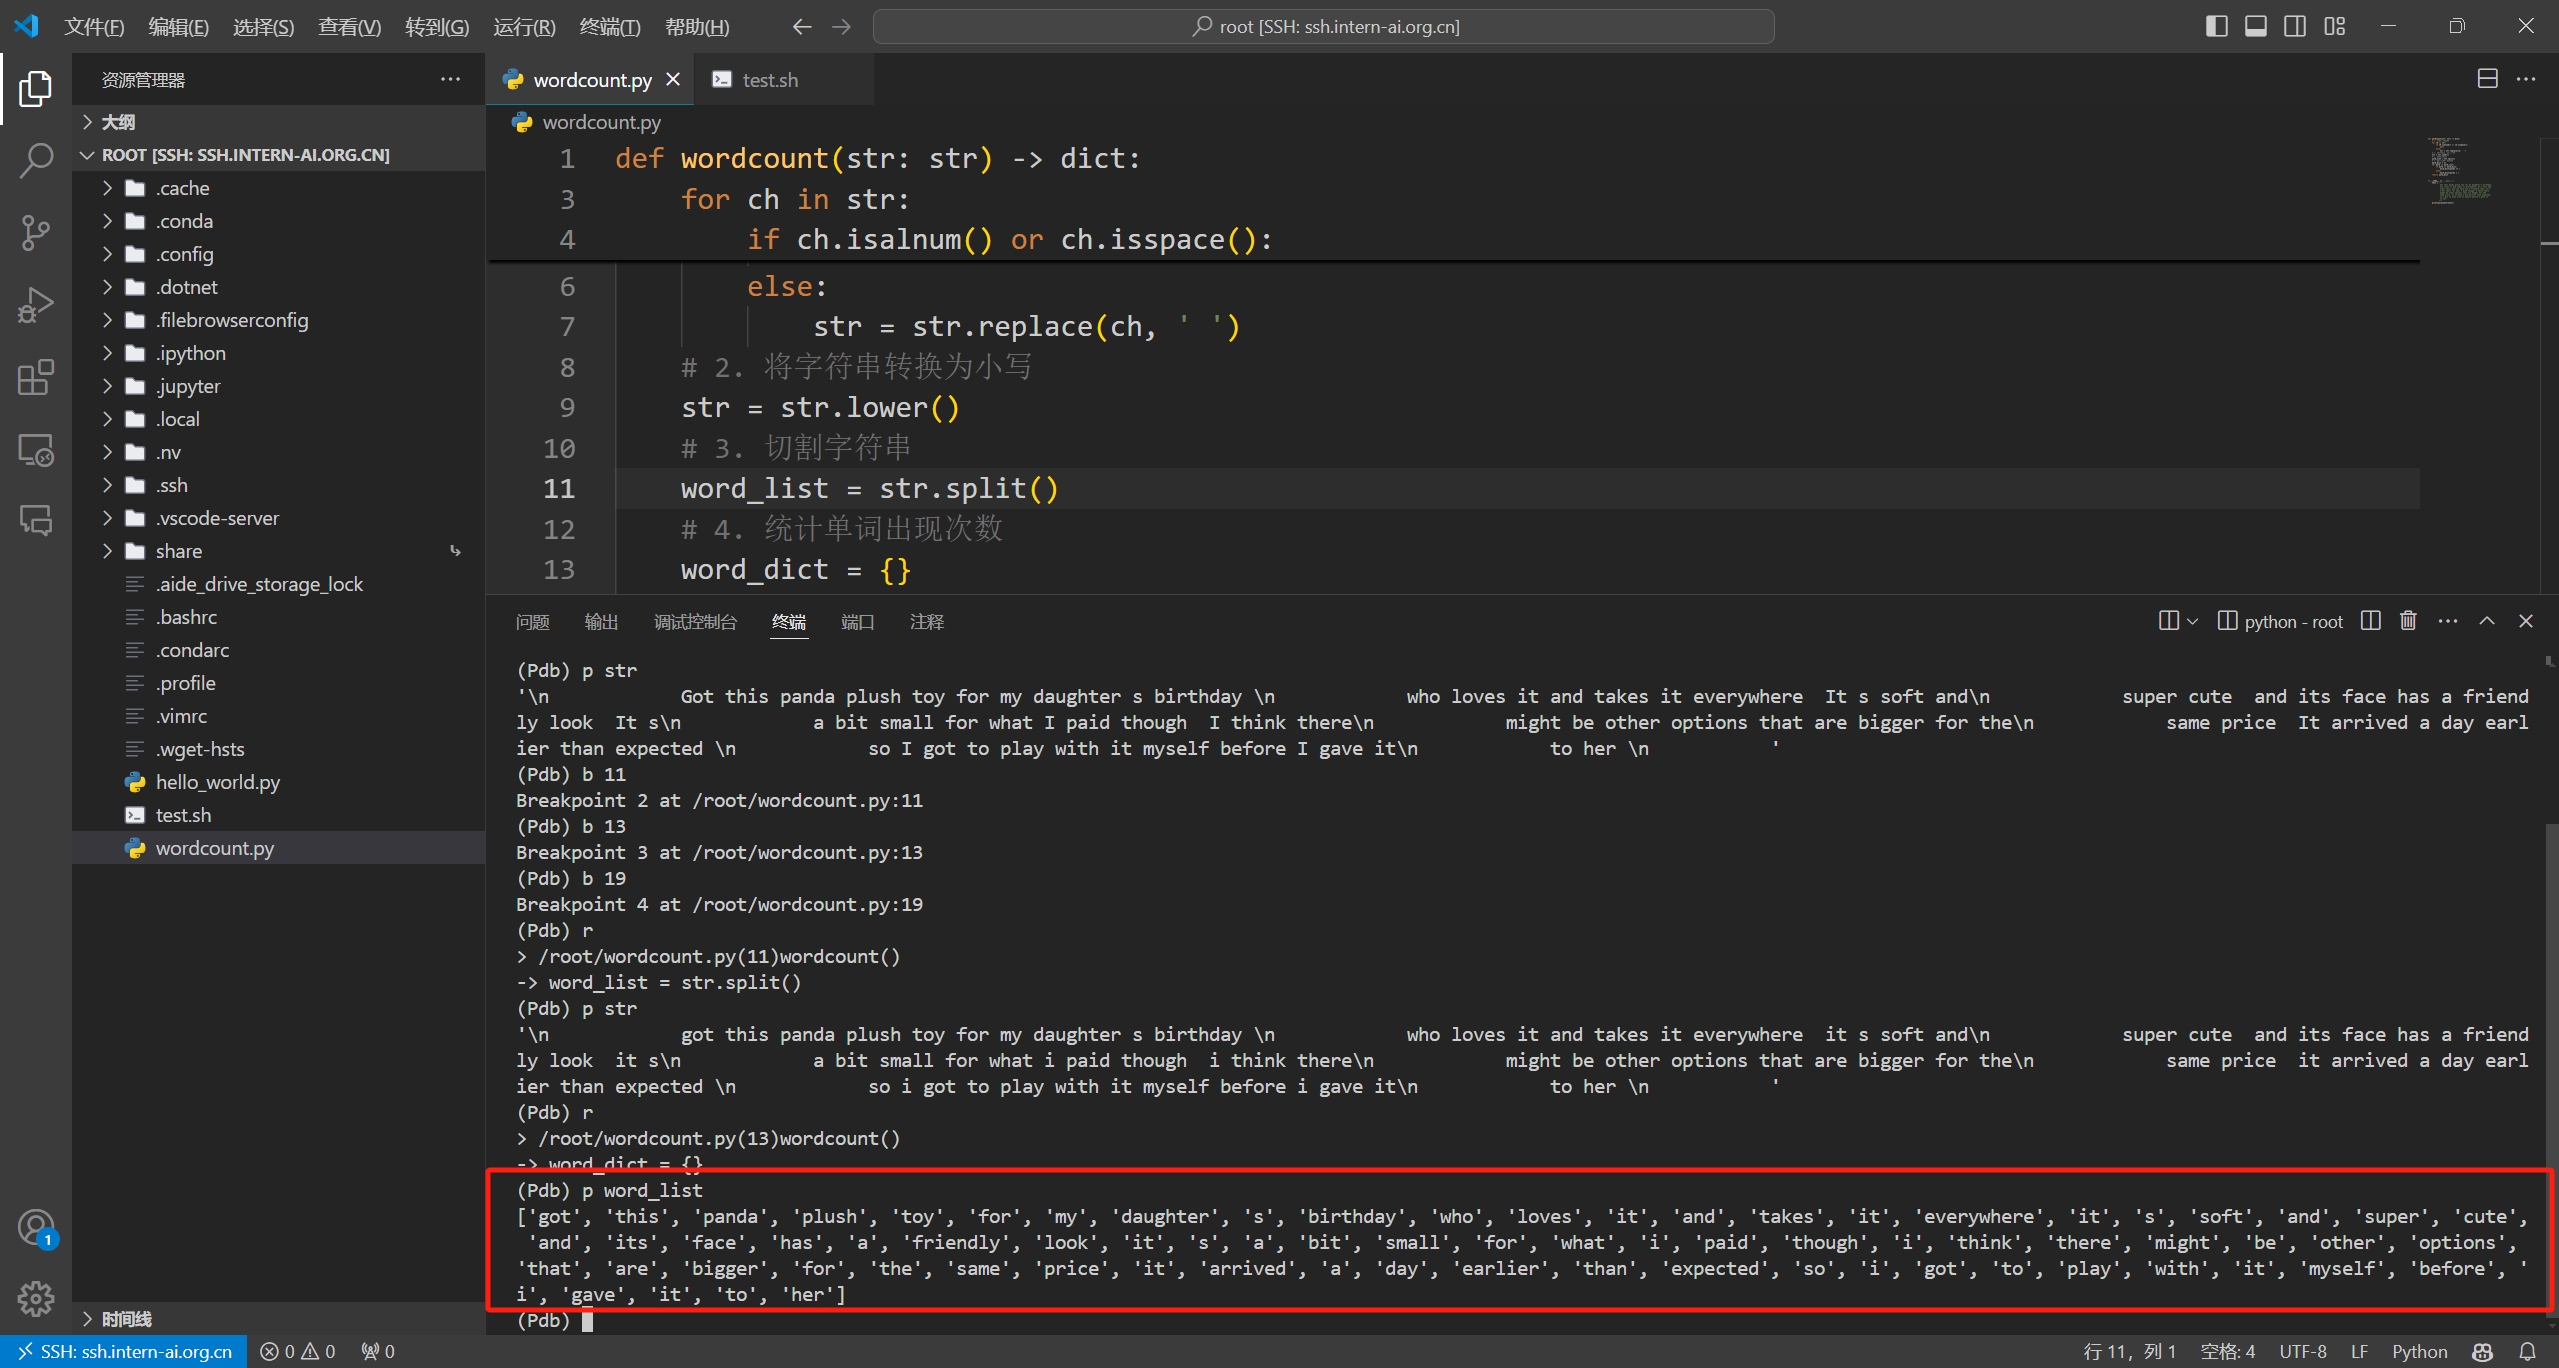 文件(F) 编辑(E) 选择(S) 查看(V) 转到(G) 运行(R) 终端(T) 帮助(H) root [SSH: ssh.intern-ai.org.cn]
资源管理器
大纲
ROOT [SSH: SSH.INTERN-AI.ORG.CN]
.cache
.conda
.config
.dotnet
.filebrowserconfig
.ipython
.jupyter
.local
.nv
.ssh
.vscode-server
share
.aide_drive_storage_lock
.bashrc
.condarc
.profile
.vimrc
.wget-hsts
hello_world.py
test.sh
wordcount.py
时间线
wordcount.py test.sh
wordcount.py
1 def wordcount(str: str) -> dict:
3 for ch in str:
4 if ch.isalnum() or ch.isspace():
6 else:
7 str = str.replace(ch, ' ')
8 # 2. 将字符串转换为小写
9 str = str.lower()
10 # 3. 切割字符串
11 word_list = str.split()
12 # 4. 统计单词出现次数
13 word_dict = {}
问题 输出 调试控制台 终端 端口 注释 python - root
(Pdb) p str
'\n            Got this panda plush toy for my daughter s birthday \n            who loves it and takes it everywhere  It s soft and\n            super cute  and its face has a friend
ly look  It s\n            a bit small for what I paid though  I think there\n            might be other options that are bigger for the\n            same price  It arrived a day earl
ier than expected \n            so I got to play with it myself before I gave it\n            to her \n           '
(Pdb) b 11
Breakpoint 2 at /root/wordcount.py:11
(Pdb) b 13
Breakpoint 3 at /root/wordcount.py:13
(Pdb) b 19
Breakpoint 4 at /root/wordcount.py:19
(Pdb) r
> /root/wordcount.py(11)wordcount()
-> word_list = str.split()
(Pdb) p str
'\n            got this panda plush toy for my daughter s birthday \n            who loves it and takes it everywhere  it s soft and\n            super cute  and its face has a friend
ly look  it s\n            a bit small for what i paid though  i think there\n            might be other options that are bigger for the\n            same price  it arrived a day earl
ier than expected \n            so i got to play with it myself before i gave it\n            to her \n           '
(Pdb) r
> /root/wordcount.py(13)wordcount()
-> word_dict = {}
(Pdb) p word_list
['got', 'this', 'panda', 'plush', 'toy', 'for', 'my', 'daughter', 's', 'birthday', 'who', 'loves', 'it', 'and', 'takes', 'it', 'everywhere', 'it', 's', 'soft', 'and', 'super', 'cute',
'and', 'its', 'face', 'has', 'a', 'friendly', 'look', 'it', 's', 'a', 'bit', 'small', 'for', 'what', 'i', 'paid', 'though', 'i', 'think', 'there', 'might', 'be', 'other', 'options',
'that', 'are', 'bigger', 'for', 'the', 'same', 'price', 'it', 'arrived', 'a', 'day', 'earlier', 'than', 'expected', 'so', 'i', 'got', 'to', 'play', 'with', 'it', 'myself', 'before', '
i', 'gave', 'it', 'to', 'her']
(Pdb)
1
SSH: ssh.intern-ai.org.cn 0 0 0 行 11，列 1 空格: 4 UTF-8 LF Python